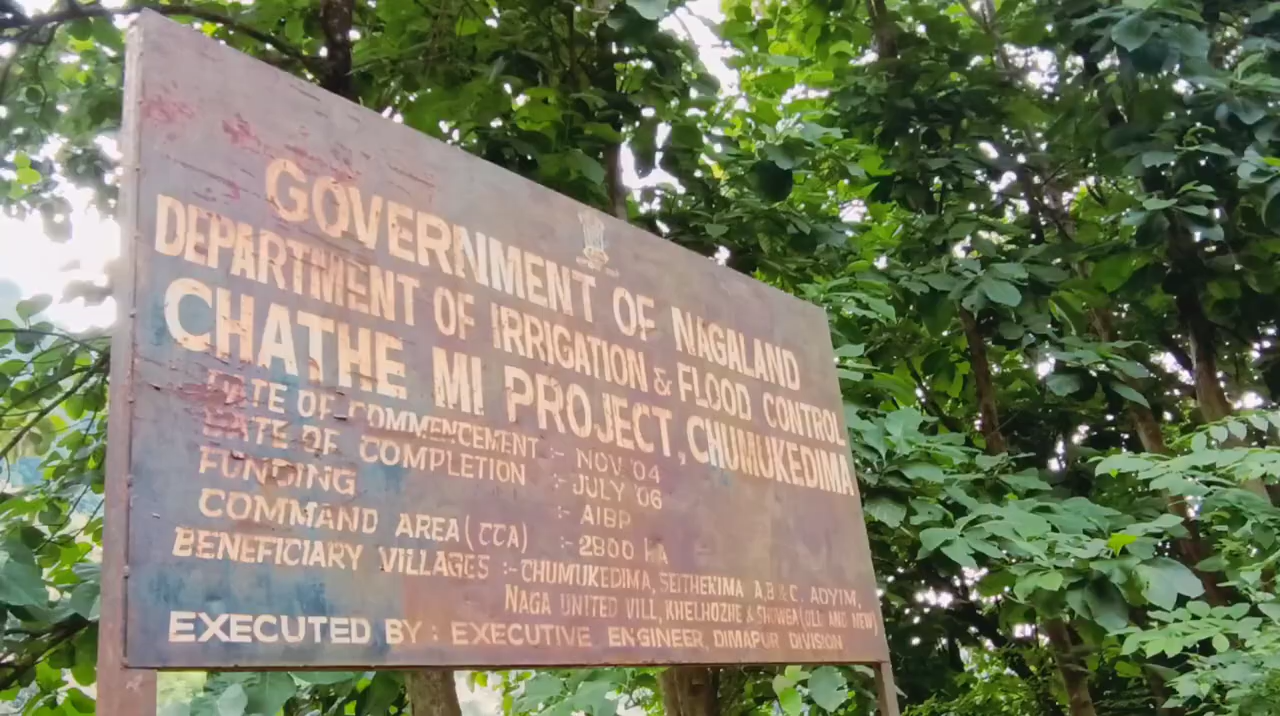 GOVERNMENT OF NAGALAND
DEPARTMENT OF IRRIGATION & FLOOD CONTROL
CHATHE MI PROJECT, CHUMUKEDIMA
DATE OF COMMENCEMENT :- NOV '04
DATE OF COMPLETION :- JULY '06
FUNDING :- AIBP
COMMAND AREA (CCA) :- 2800 HA
BENEFICIARY VILLAGES :- CHUMUKEDIMA, SEITHEKIMA A,B & C, AOYIM,
NAGA UNITED VILL, KHELHOZHE & SHOWBA (OLD AND NEW)
EXECUTED BY : EXECUTIVE ENGINEER, DIMAPUR DIVISION